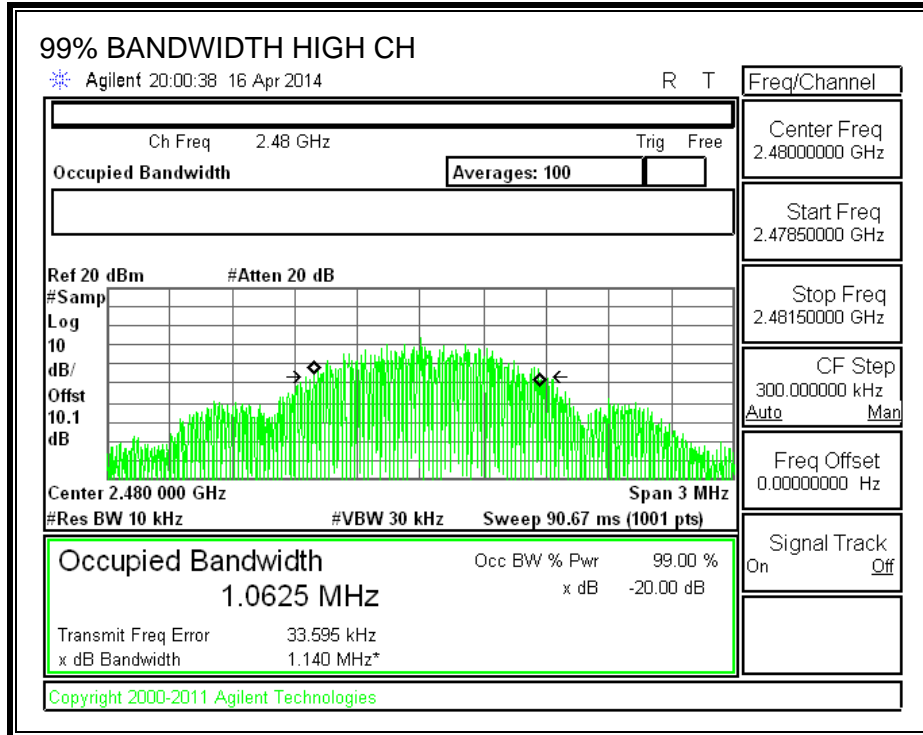 99% BANDWIDTH HIGH CH
Agilent 20:00:38 16 Apr 2014 R T
Ch Freq 2.48 GHz Trig Free
Occupied Bandwidth Averages: 100
Ref 20 dBm #Atten 20 dB
#Samp
Log
10
dB/
Offst
10.1
dB
Center 2.480 000 GHz Span 3 MHz
#Res BW 10 kHz #VBW 30 kHz Sweep 90.67 ms (1001 pts)
Occupied Bandwidth Occ BW % Pwr 99.00 %
1.0625 MHz x dB -20.00 dB
Transmit Freq Error 33.595 kHz
x dB Bandwidth 1.140 MHz*
Copyright 2000-2011 Agilent Technologies
Freq/Channel
Center Freq
2.48000000 GHz
Start Freq
2.47850000 GHz
Stop Freq
2.48150000 GHz
CF Step
300.000000 kHz
Auto Man
Freq Offset
0.00000000 Hz
Signal Track
On Off